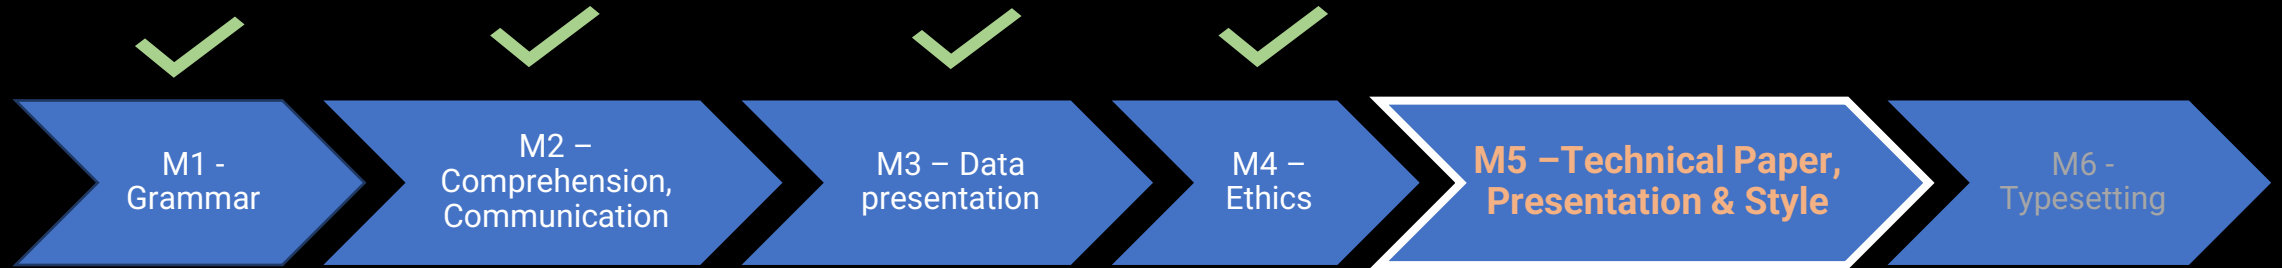 M1 -
Grammar
M2 –
Comprehension,
Communication
M3 – Data
presentation
M4 –
Ethics
M5 –Technical Paper,
Presentation & Style
M6 -
Typesetting